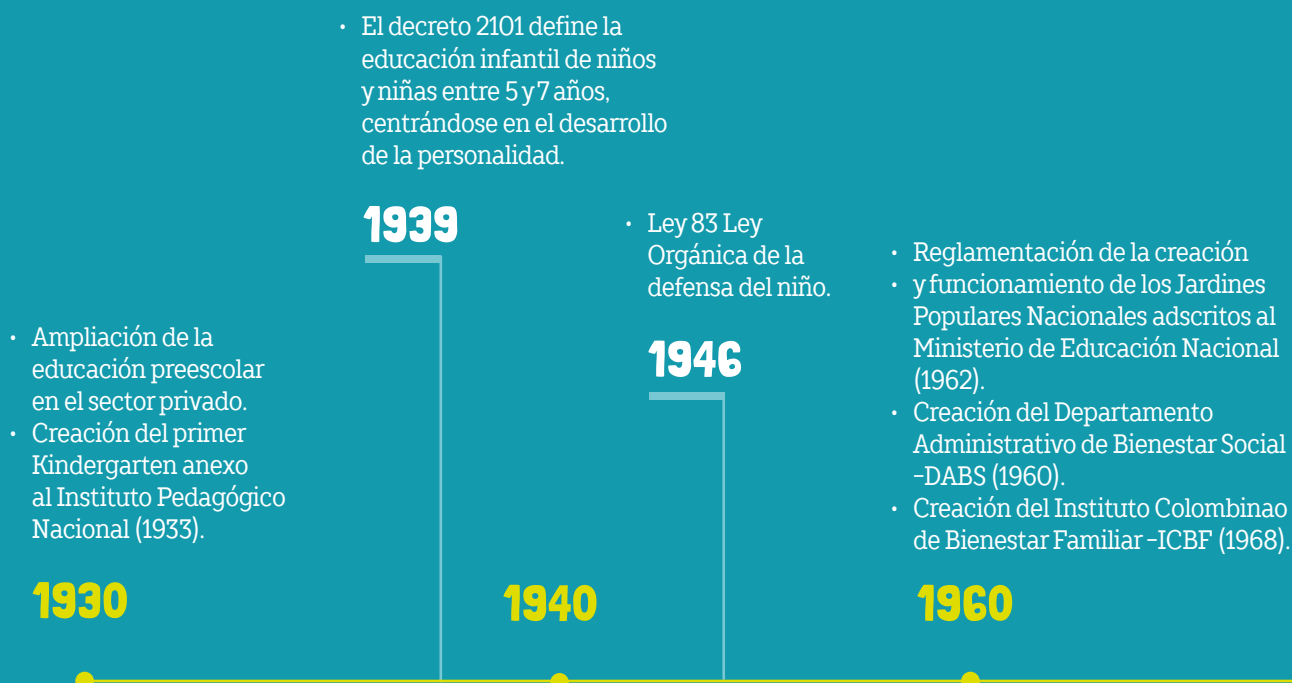 • El decreto 2101 define la
educación infantil de niños
y niñas entre 5 y 7 años,
centrándose en el desarrollo
de la personalidad.
1939
• Ley 83 Ley
Orgánica de la
defensa del niño.
1946
• Ampliación de la
educación preescolar
en el sector privado.
• Creación del primer
Kindergarten anexo
al Instituto Pedagógico
Nacional (1933).
1930
1940
• Reglamentación de la creación
• y funcionamiento de los Jardines
Populares Nacionales adscritos al
Ministerio de Educación Nacional
(1962).
• Creación del Departamento
Administrativo de Bienestar Social
–DABS (1960).
• Creación del Instituto Colombinao
de Bienestar Familiar –ICBF (1968).
1960